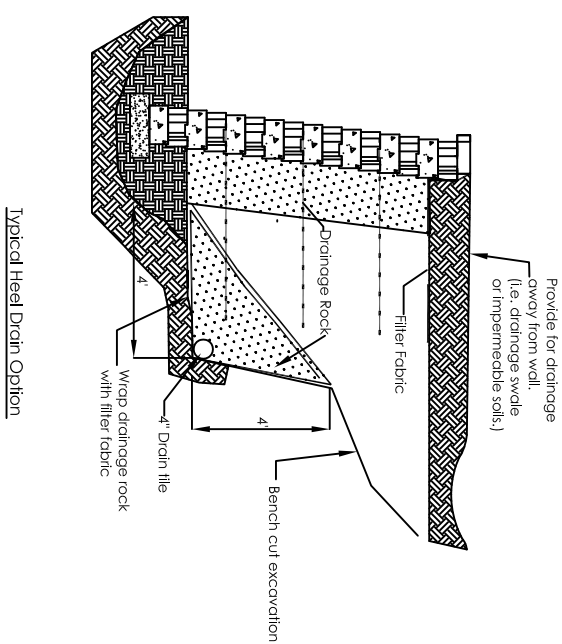 Provide for drainage
away from wall.
(I.e. drainage swale
or impermeable soils.)
Filter Fabric
Drainage Rock
Bench cut excavation
4'
4'
4" Drain tile
Wrap drainage rock
with filter fabric
Typical Heel Drain Option